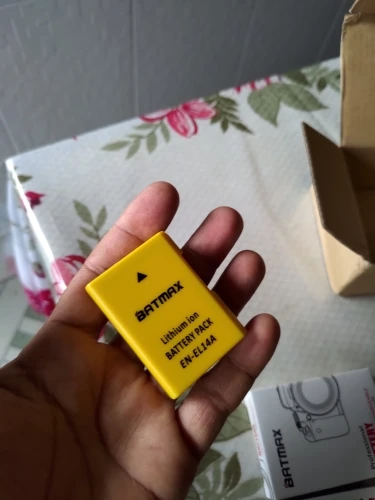 BATMAX
Lithium ion
BATTERY PACK
EN-EL14A
BATMAX